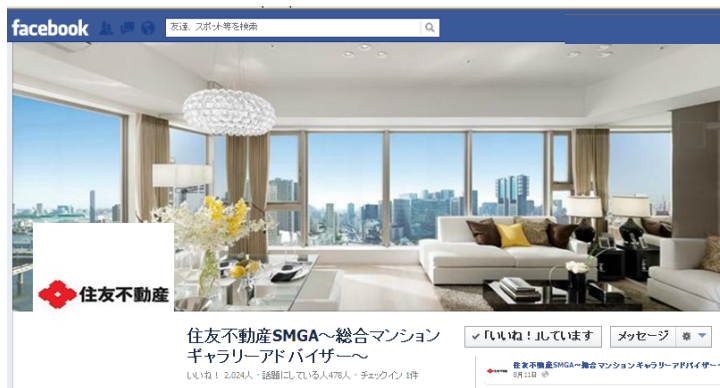 facebook
友達、スポット等を検索
住友不動産
住友不動産SMGA～総合マンション
ギャラリーアドバイザー～
いいね！ 2,024人・話題にしている人478人・チェックイン 1件
✓「いいね！」しています
メッセージ
住友不動産SMGA～総合マンションギャラリーアドバイザー～
8月11日